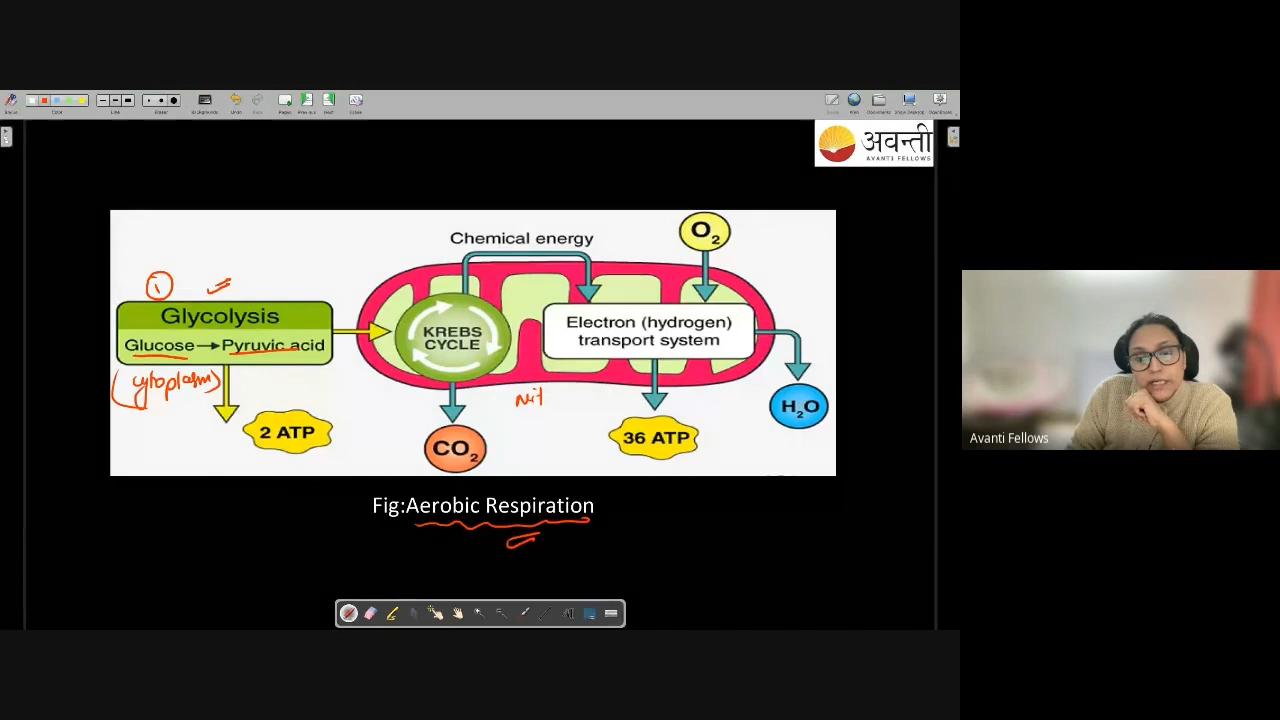 अवन्ती
AVANTI FELLOWS
Chemical energy
O2
1
Glycolysis
Glucose → Pyruvic acid
(cytoplasm)
KREBS
CYCLE
Electron (hydrogen)
transport system
Mit
2 ATP
CO2
36 ATP
H2O
Fig:Aerobic Respiration
Avanti Fellows